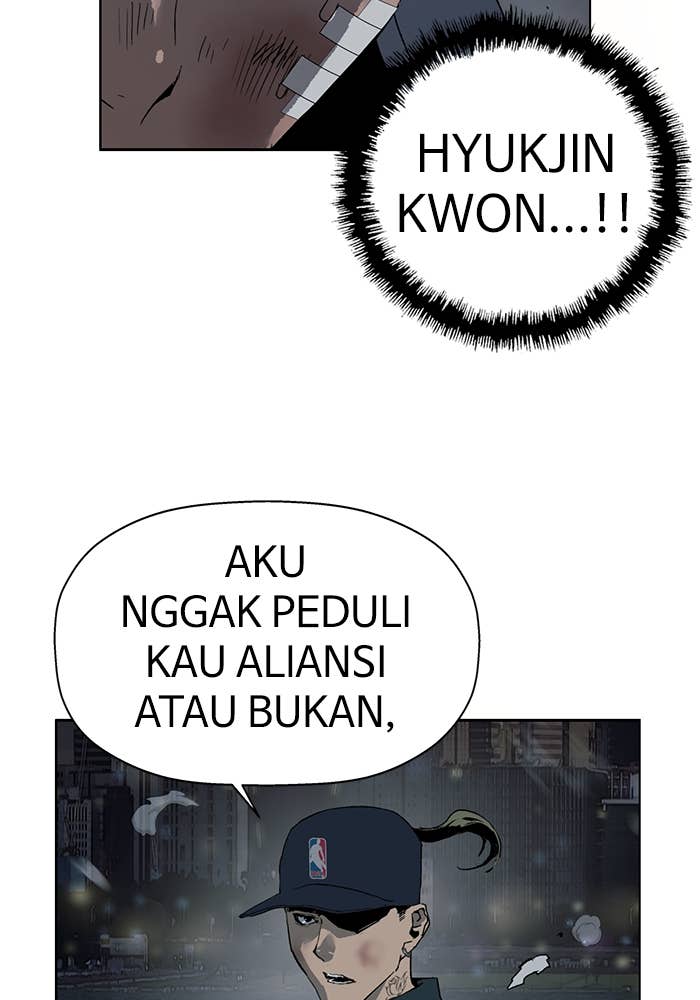 HYUKJIN
KWON...!!
AKU
NGGAK PEDULI
KAU ALIANSI
ATAU BUKAN,